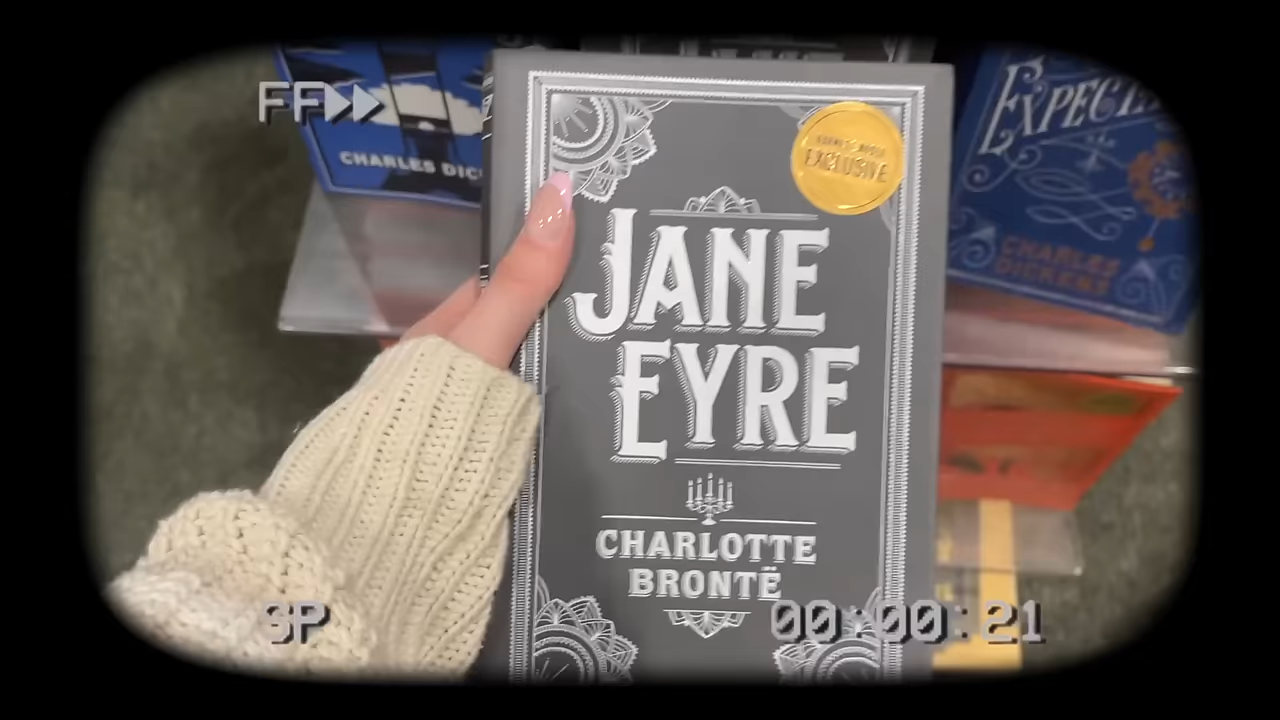 FF
CHARLES DIC
EXCLUSIVE
JANE
EYRE
CHARLOTTE
BRONTË
EXPECT
CHARLES
DICKENS
SP
00:00:21